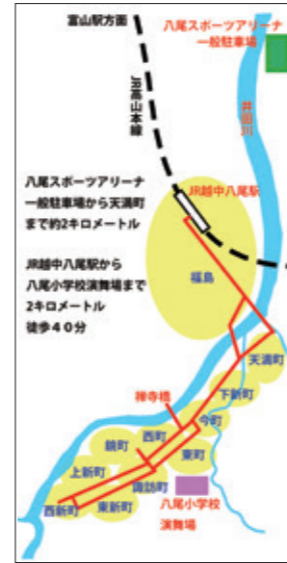 富山駅方面
八尾スポーツアリーナ
一般駐車場
JR高山本線
井田川
八尾スポーツアリーナ
一般駐車場から天満町
まで約2キロメートル
JR越中八尾駅
JR越中八尾駅から
八尾小学校演舞場まで
2キロメートル
徒歩40分
福島
天満町
下新町
禅寺橋
今町
西町
鏡町
東町
上新町
諏訪町
西新町
東新町
八尾小学校
演舞場